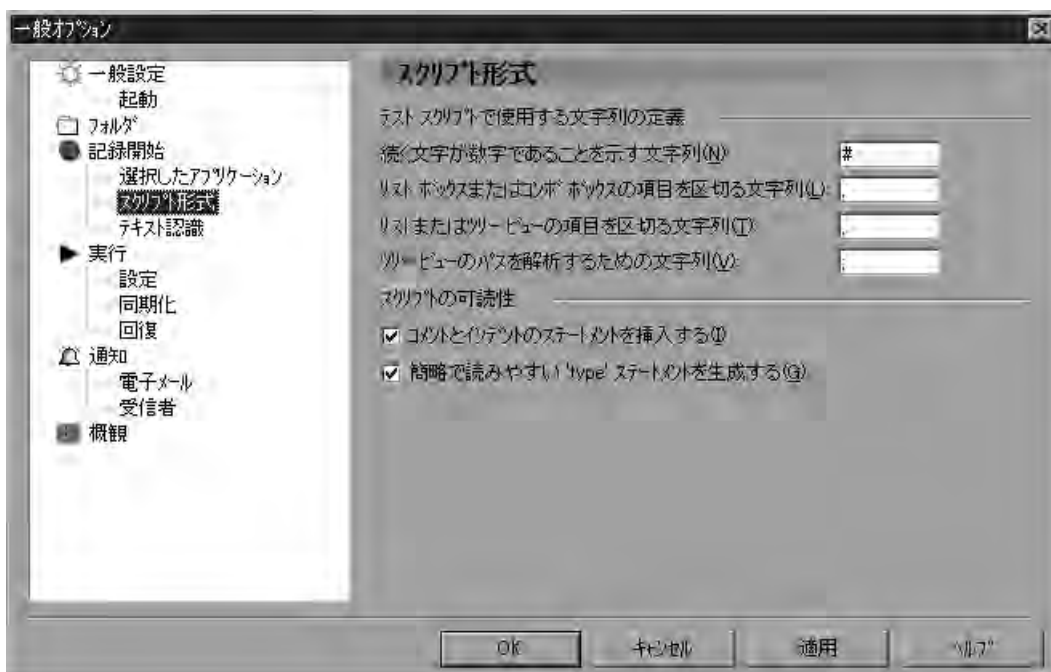 一般ｵﾌﾟｼｮﾝ
一般設定
起動
ﾌｫﾙﾀﾞ
記録開始
選択したｱﾌﾟﾘｹｰｼｮﾝ
ｽｸﾘﾌﾟﾄ形式
ﾃｷｽﾄ認識
実行
設定
同期化
回復
通知
電子ﾒｰﾙ
受信者
概観
ｽｸﾘﾌﾟﾄ形式
ﾃｽﾄ ｽｸﾘﾌﾟﾄで使用する文字列の定義
続く文字が数字であることを示す文字列(N): #
ﾘｽﾄ ﾎﾞｯｸｽまたはｺﾝﾎﾞ ﾎﾞｯｸｽの項目を区切る文字列(L):
ﾘｽﾄまたはﾂﾘｰ ﾋﾞｭｰの項目を区切る文字列(T):
ﾂﾘｰ ﾋﾞｭｰのﾊﾟｽを解析するための文字列(V):
ｽｸﾘﾌﾟﾄの可読性
ｺﾒﾝﾄとｲﾝﾃﾞﾝﾄのｽﾃｰﾄﾒﾝﾄを挿入する(I)
簡略で読みやすい 'type' ｽﾃｰﾄﾒﾝﾄを生成する(G)
OK
ｷｬﾝｾﾙ
適用
ﾍﾙﾌﾟ